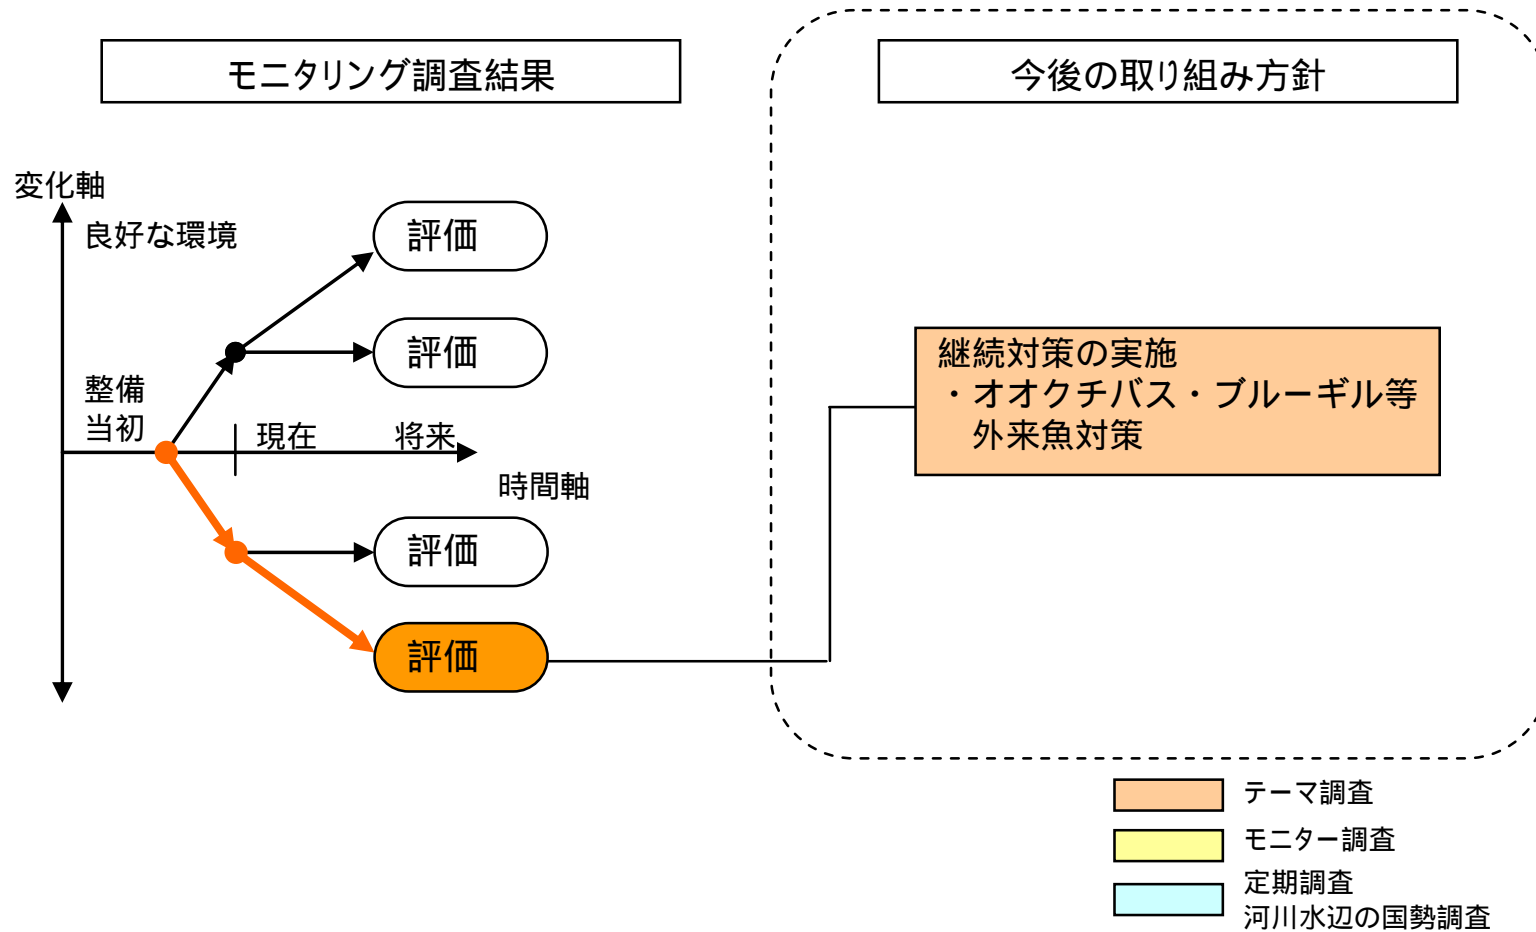 モニタリング調査結果
今後の取り組み方針
変化軸
良好な環境
評価
評価
整備
当初
現在
将来
時間軸
評価
評価
継続対策の実施
・オオクチバス・ブルーギル等
外来魚対策
テーマ調査
モニター調査
定期調査
河川水辺の国勢調査